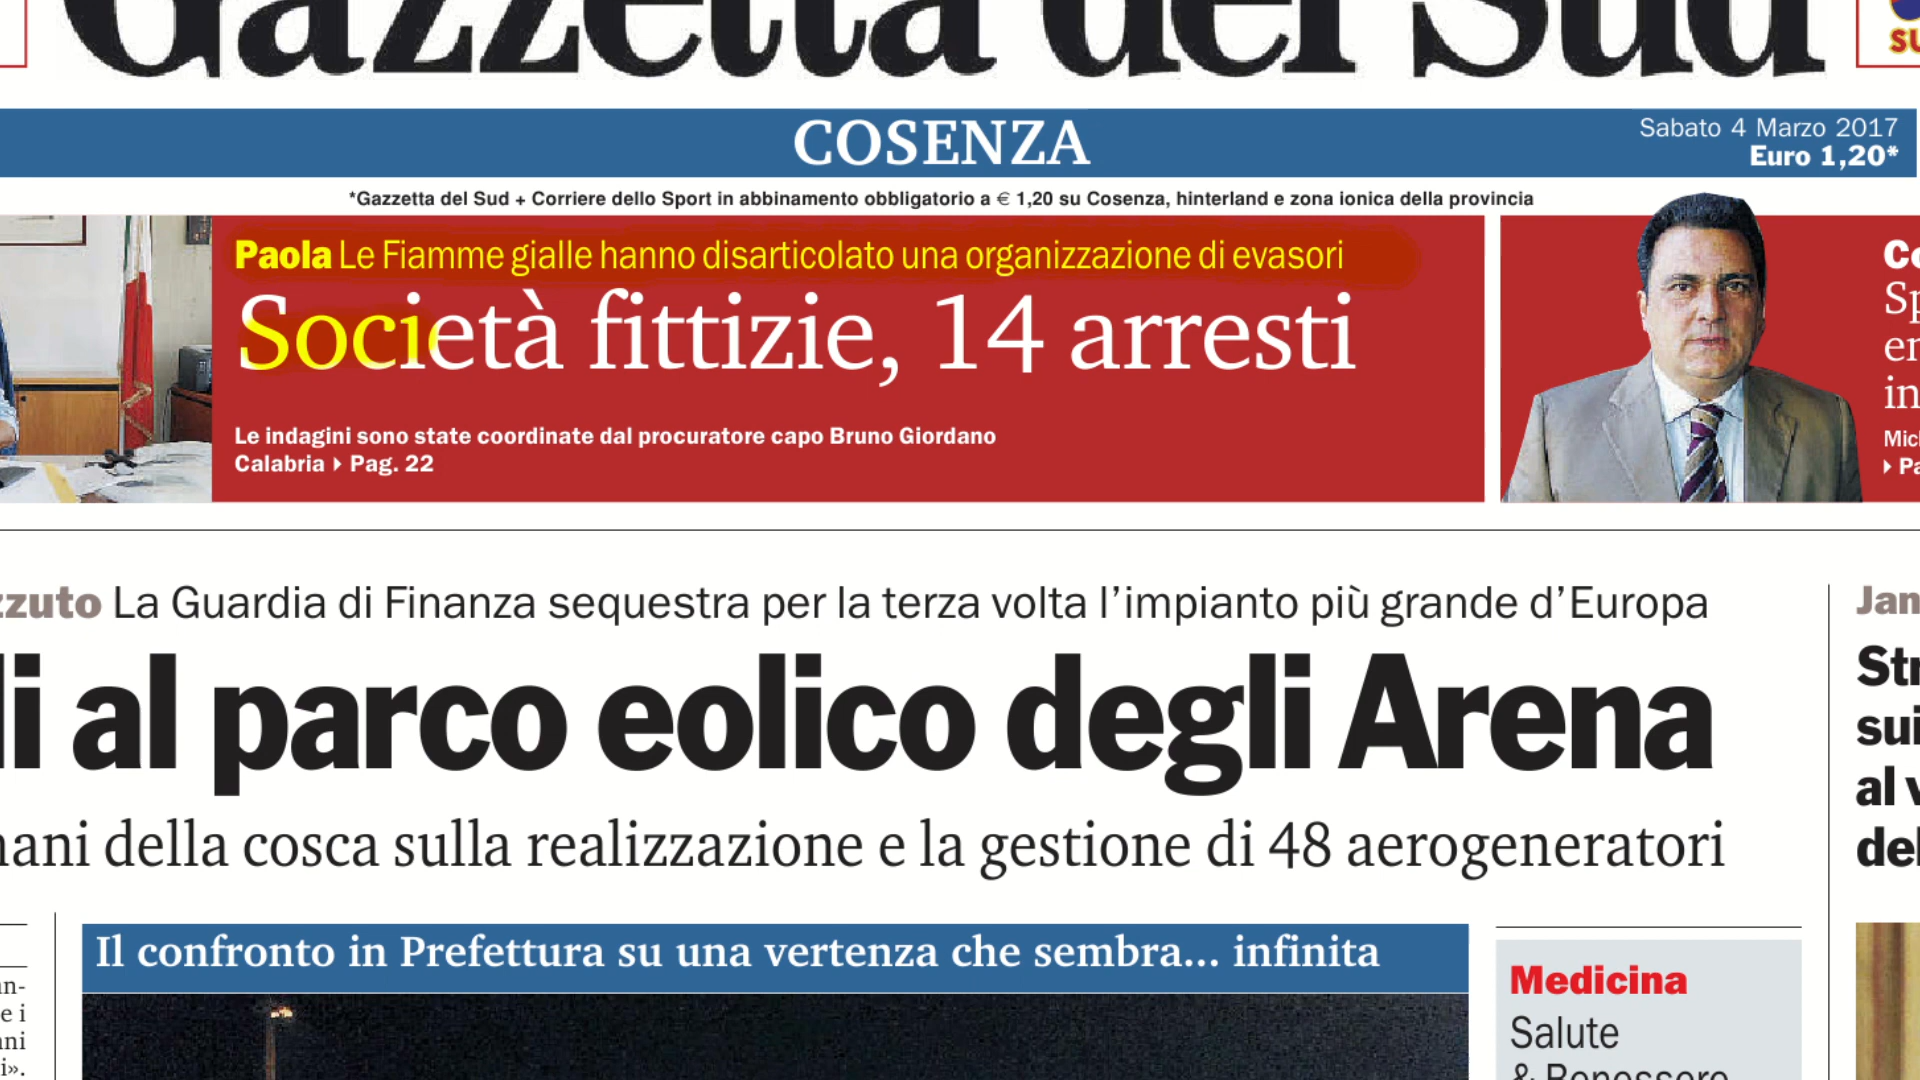 Gazzetta del Sud
COSENZA
Sabato 4 Marzo 2017
Euro 1,20*
*Gazzetta del Sud + Corriere dello Sport in abbinamento obbligatorio a € 1,20 su Cosenza, hinterland e zona ionica della provincia
Paola Le Fiamme gialle hanno disarticolato una organizzazione di evasori
Società fittizie, 14 arresti
Le indagini sono state coordinate dal procuratore capo Bruno Giordano
Calabria Pag. 22
La Guardia di Finanza sequestra per la terza volta l'impianto più grande d'Europa
al parco eolico degli Arena
della cosca sulla realizzazione e la gestione di 48 aerogeneratori
Il confronto in Prefettura su una vertenza che sembra... infinita
Medicina
Salute
& Benessere